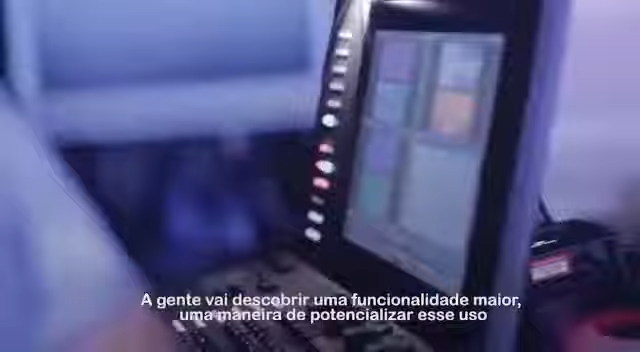 A gente vai descobrir uma funcionalidade maior,
uma maneira de potencializar esse uso